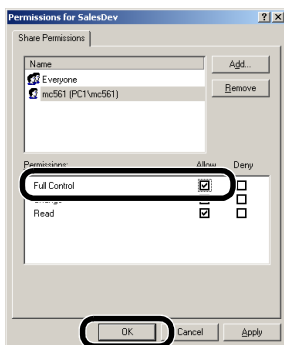 Permissions for SalesDev
Share Permissions
Name
Add...
Everyone
mc561 (PC1\mc561)
Remove
Permissions:
Allow
Deny
Full Control
Read
OK
Cancel
Apply